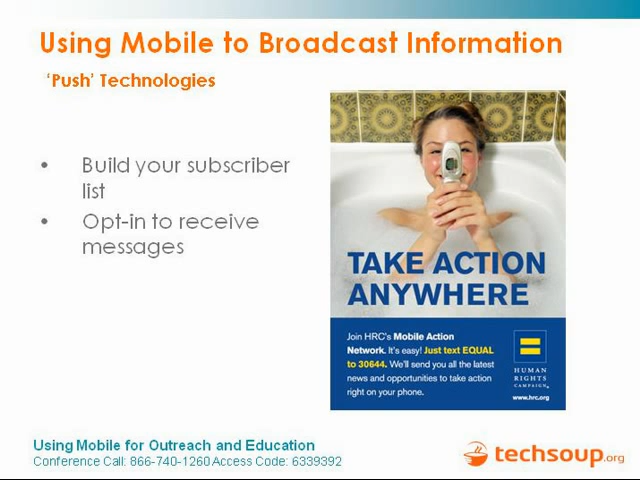 Using Mobile to Broadcast Information
‘Push’ Technologies
• Build your subscriber
list
• Opt-in to receive
messages
TAKE ACTION
ANYWHERE
Join HRC's Mobile Action
Network. It's easy! Just text EQUAL
to 30644. We'll send you all the latest
news and opportunities to take action
right on your phone.
HUMAN
RIGHTS
CAMPAIGN®
www.hrc.org
Using Mobile for Outreach and Education
Conference Call: 866-740-1260 Access Code: 6339392
techsoup.org